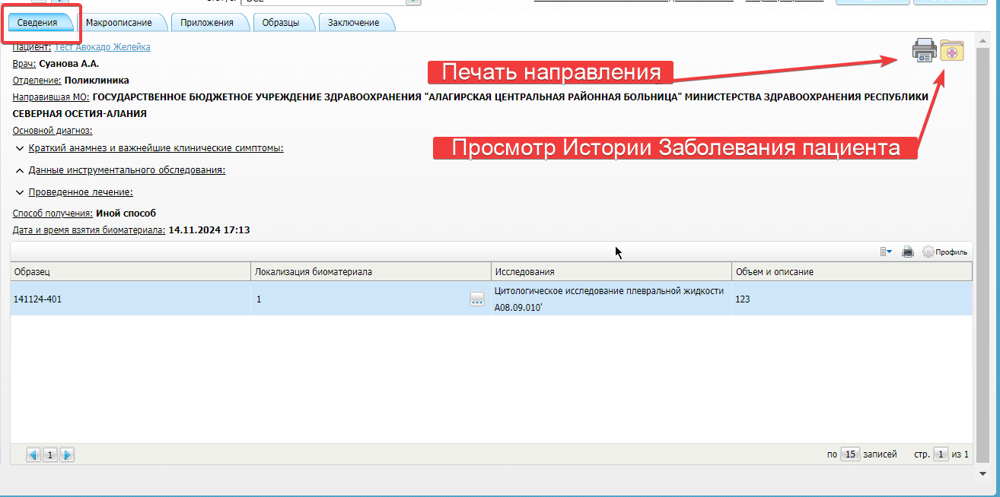 Сведения Макроописание Приложения Образцы Заключение
Пациент: Тест Авокадо Желейка
Врач: Суанова А.А.
Печать направления
Отделение: Поликлиника
Направившая МО: ГОСУДАРСТВЕННОЕ БЮДЖЕТНОЕ УЧРЕЖДЕНИЕ ЗДРАВООХРАНЕНИЯ "АЛАГИРСКАЯ ЦЕНТРАЛЬНАЯ РАЙОННАЯ БОЛЬНИЦА" МИНИСТЕРСТВА ЗДРАВООХРАНЕНИЯ РЕСПУБЛИКИ
СЕВЕРНАЯ ОСЕТИЯ-АЛАНИЯ
Основной диагноз:
Краткий анамнез и важнейшие клинические симптомы:
Просмотр Истории Заболевания пациента
Данные инструментального обследования:
Проведенное лечение:
Способ получения: Иной способ
Дата и время взятия биоматериала: 14.11.2024 17:13
Профиль
Образец Локализация биоматериала Исследования Объем и описание
141124-401 1 ... Цитологическое исследование плевральной жидкости 123
A08.09.010'
1 по 15 записей стр. 1 из 1